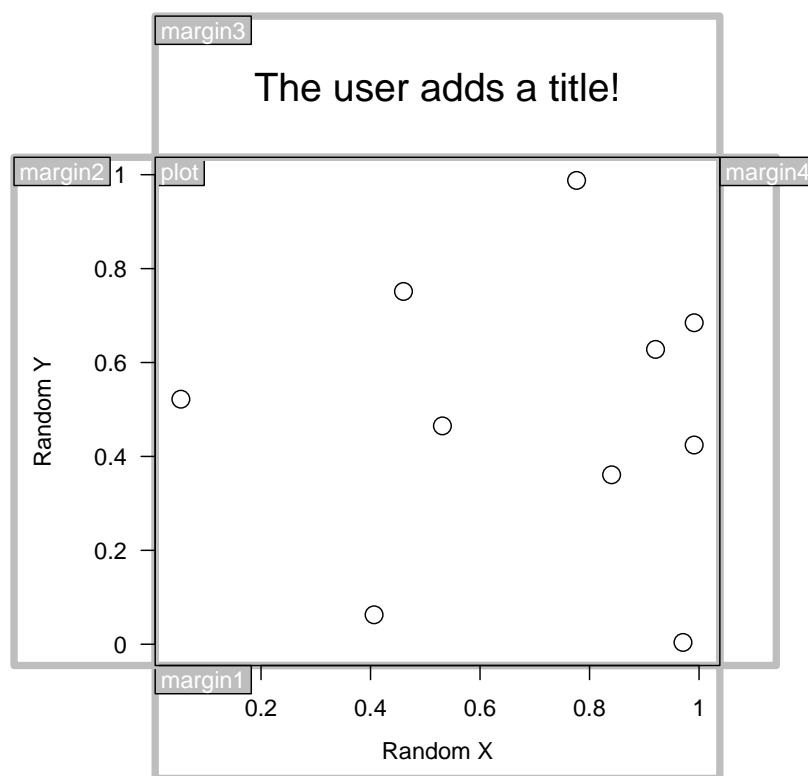 margin3
The user adds a title!
margin2
plot
margin4
1
0.8
0.6
0.4
0.2
0
Random Y
margin1
0.2 0.4 0.6 0.8 1
Random X